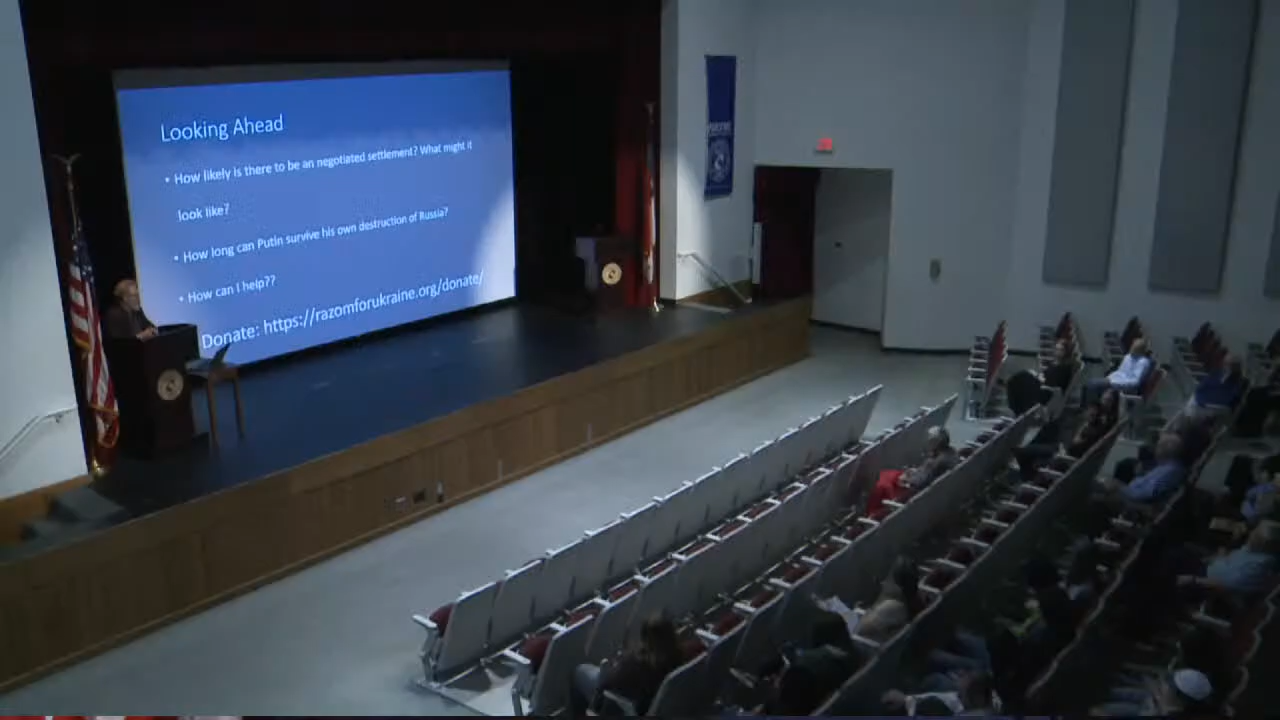 Looking Ahead
• How likely is there to be an negotiated settlement? What might it
look like?
• How long can Putin survive his own destruction of Russia?
• How can I help??
Donate: https://razomforukraine.org/donate/